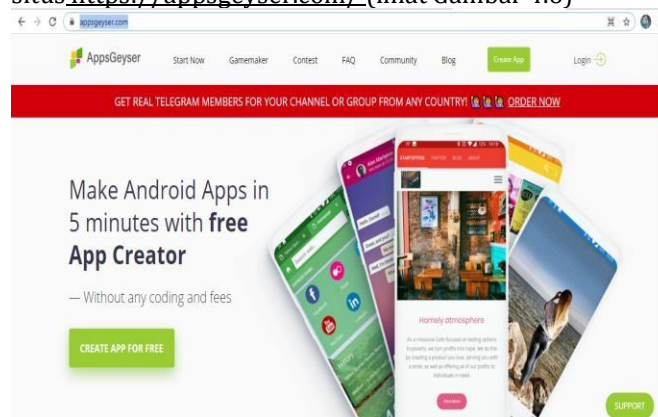 situs https://appsgeyser.com/ (lihat Gambar 4.6)
appsgeyser.com
AppsGeyser Start Now Gamemaker Contest FAQ Community Blog Create App Login
GET REAL TELEGRAM MEMBERS FOR YOUR CHANNEL OR GROUP FROM ANY COUNTRY! ORDER NOW
Make Android Apps in
5 minutes with free
App Creator
— Without any coding and fees
CREATE APP FOR FREE
Homely atmosphere
SUPPORT